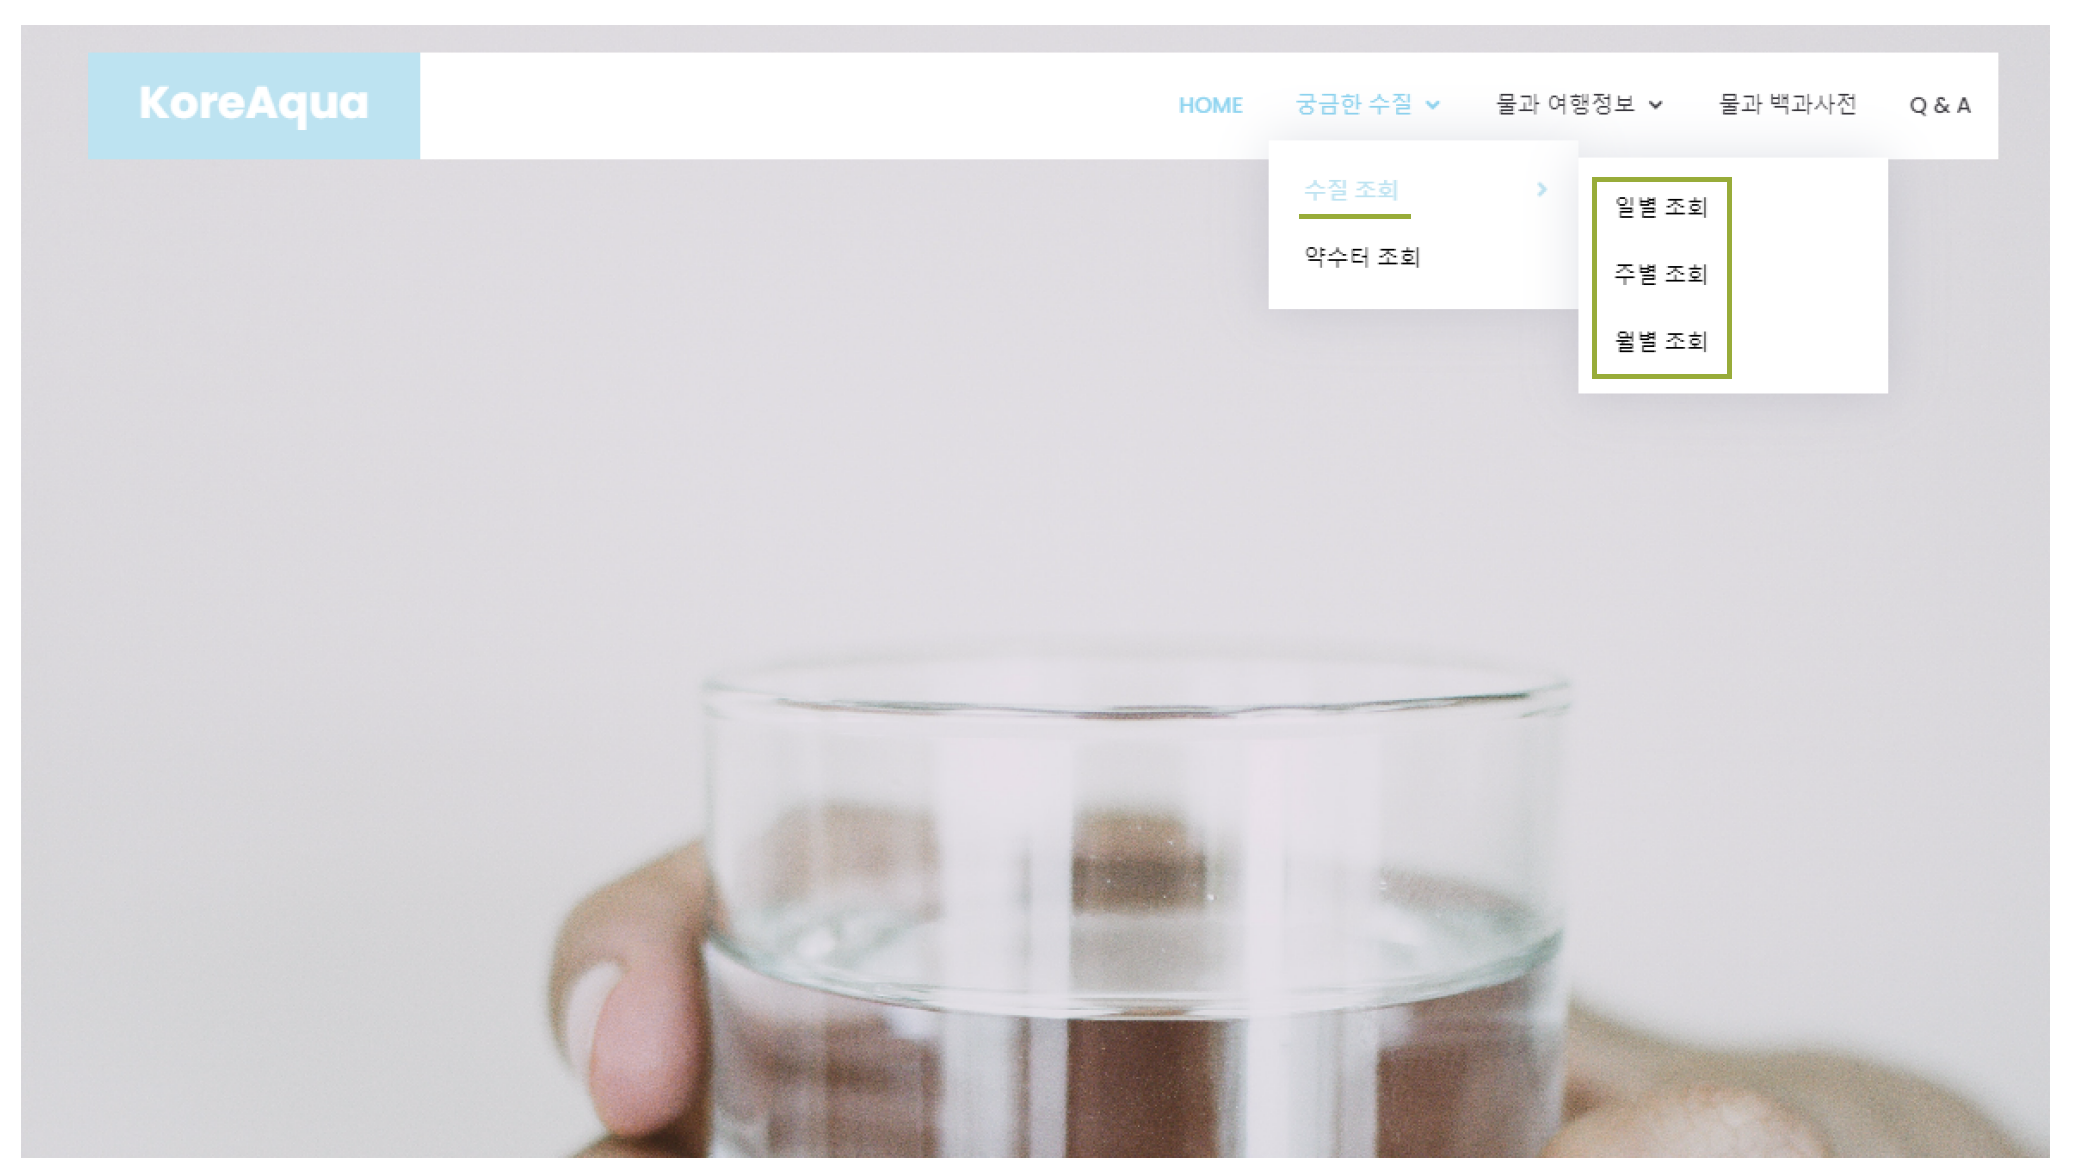 KoreAqua
HOME
궁금한 수질
물과 여행정보
물과 백과사전
Q & A
수질 조회
약수터 조회
일별 조회
주별 조회
월별 조회